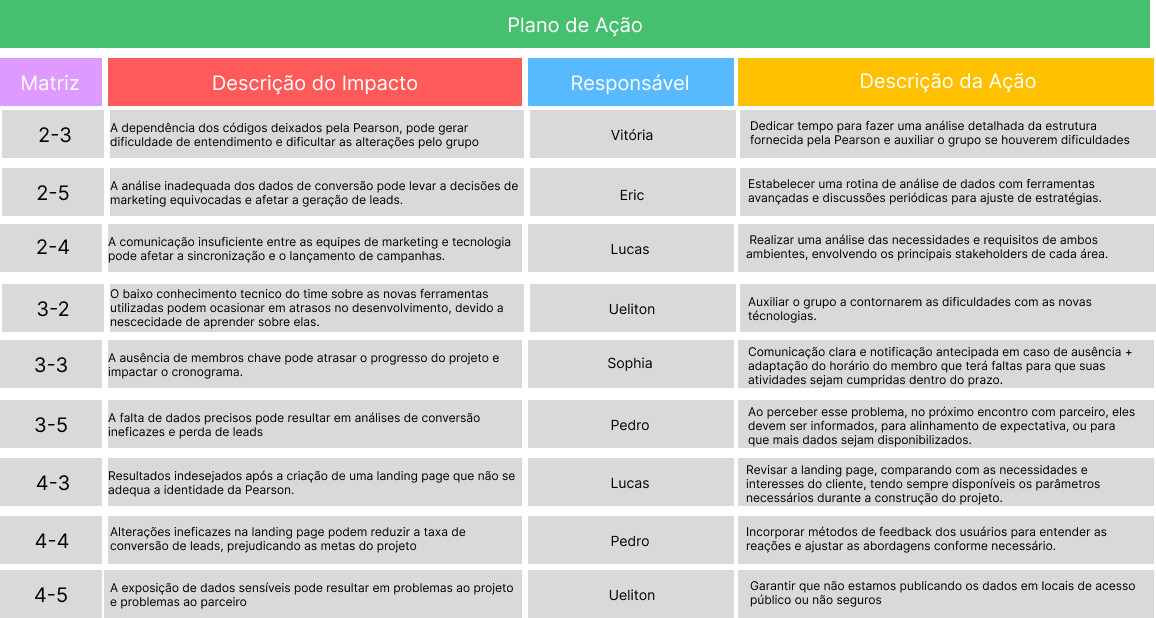 Plano de Ação
Matriz
Descrição do Impacto
Responsável
Descrição da Ação
2-3
A dependência dos códigos deixados pela Pearson, pode gerar
dificuldade de entendimento e dificultar as alterações pelo grupo
Vitória
Dedicar tempo para fazer uma análise detalhada da estrutura
fornecida pela Pearson e auxiliar o grupo se houverem dificuldades
2-5
A análise inadequada dos dados de conversão pode levar a decisões de
marketing equivocadas e afetar a geração de leads.
Eric
Estabelecer uma rotina de análise de dados com ferramentas
avançadas e discussões periódicas para ajuste de estratégias.
2-4
A comunicação insuficiente entre as equipes de marketing e tecnologia
pode afetar a sincronização e o lançamento de campanhas.
Lucas
Realizar uma análise das necessidades e requisitos de ambos
ambientes, envolvendo os principais stakeholders de cada área.
3-2
O baixo conhecimento tecnico do time sobre as novas ferramentas
utilizadas podem ocasionar em atrasos no desenvolvimento, devido a
nescecidade de aprender sobre elas.
Ueliton
Auxiliar o grupo a contornarem as dificuldades com as novas
técnologias.
3-3
A ausência de membros chave pode atrasar o progresso do projeto e
impactar o cronograma.
Sophia
Comunicação clara e notificação antecipada em caso de ausência +
adaptação do horário do membro que terá faltas para que suas
atividades sejam cumpridas dentro do prazo.
3-5
A falta de dados precisos pode resultar em análises de conversão
ineficazes e perda de leads
Pedro
Ao perceber esse problema, no próximo encontro com parceiro, eles
devem ser informados, para alinhamento de expectativa, ou para
que mais dados sejam disponibilizados.
4-3
Resultados indesejados após a criação de uma landing page que não se
adequa a identidade da Pearson.
Lucas
Revisar a landing page, comparando com as necessidades e
interesses do cliente, tendo sempre disponíveis os parâmetros
necessários durante a construção do projeto.
4-4
Alterações ineficazes na landing page podem reduzir a taxa de
conversão de leads, prejudicando as metas do projeto
Pedro
Incorporar métodos de feedback dos usuários para entender as
reações e ajustar as abordagens conforme necessário.
4-5
A exposição de dados sensíveis pode resultar em problemas ao projeto
e problemas ao parceiro
Ueliton
Garantir que não estamos publicando os dados em locais de acesso
público ou não seguros